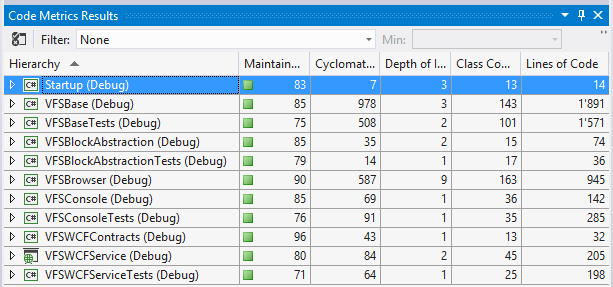 Code Metrics Results
Filter: None Min:
Hierarchy Maintain... Cyclomat... Depth of I... Class Co... Lines of Code
C# Startup (Debug) 83 7 3 13 14
C# VFSBase (Debug) 85 978 3 143 1'891
C# VFSBaseTests (Debug) 75 508 2 101 1'571
C# VFSBlockAbstraction (Debug) 85 35 2 15 74
C# VFSBlockAbstractionTests (Debug) 79 14 1 17 36
C# VFSBrowser (Debug) 90 587 9 163 945
C# VFSConsole (Debug) 85 69 1 36 142
C# VFSConsoleTests (Debug) 76 91 1 35 285
C# VFSWCFContracts (Debug) 96 43 1 13 32
VFSWCFService (Debug) 80 84 2 45 205
C# VFSWCFServiceTests (Debug) 71 64 1 25 198